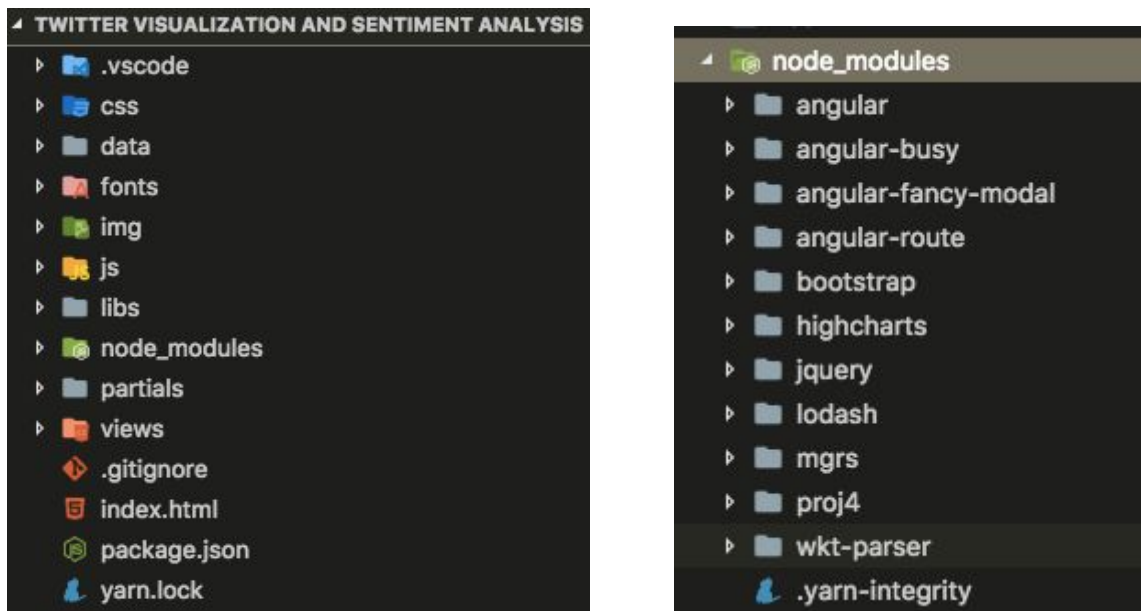 TWITTER VISUALIZATION AND SENTIMENT ANALYSIS
.vscode
css
data
fonts
img
js
libs
node_modules
partials
views
.gitignore
index.html
package.json
yarn.lock
node_modules
angular
angular-busy
angular-fancy-modal
angular-route
bootstrap
highcharts
jquery
lodash
mgrs
proj4
wkt-parser
.yarn-integrity